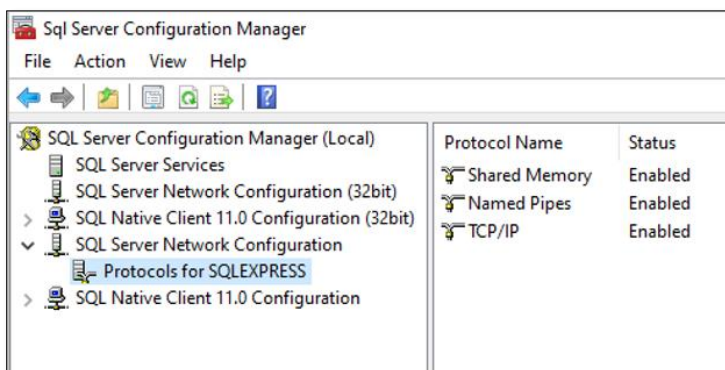 Sql Server Configuration Manager
File Action View Help
SQL Server Configuration Manager (Local)
SQL Server Services
SQL Server Network Configuration (32bit)
SQL Native Client 11.0 Configuration (32bit)
SQL Server Network Configuration
Protocols for SQLEXPRESS
SQL Native Client 11.0 Configuration
Protocol Name Status
Shared Memory Enabled
Named Pipes Enabled
TCP/IP Enabled